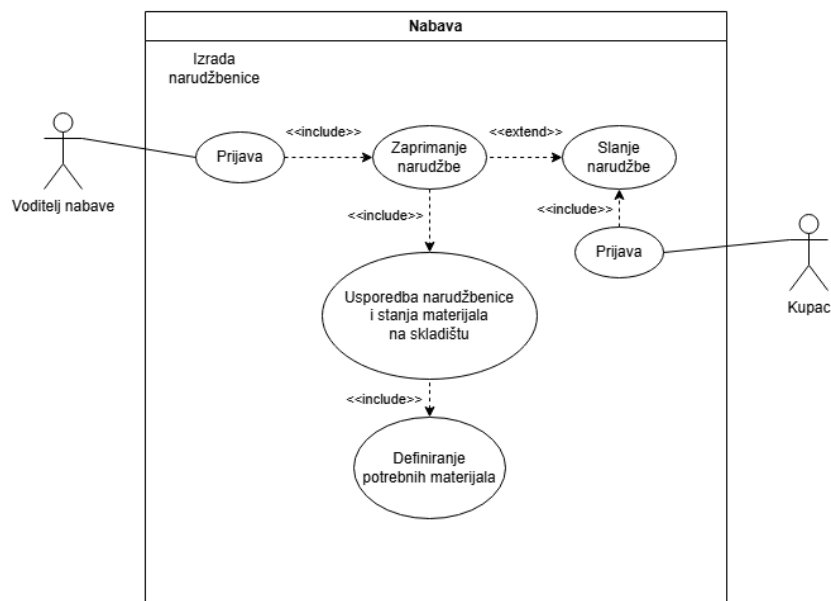 Nabava
Izrada
narudžbenice
<<include>>
<<extend>>
Prijava
Zaprimanje
narudžbe
Slanje
narudžbe
Voditelj nabave
<<include>>
<<include>>
Prijava
Kupac
Usporedba narudžbenice
i stanja materijala
na skladištu
<<include>>
Definiranje
potrebnih materijala